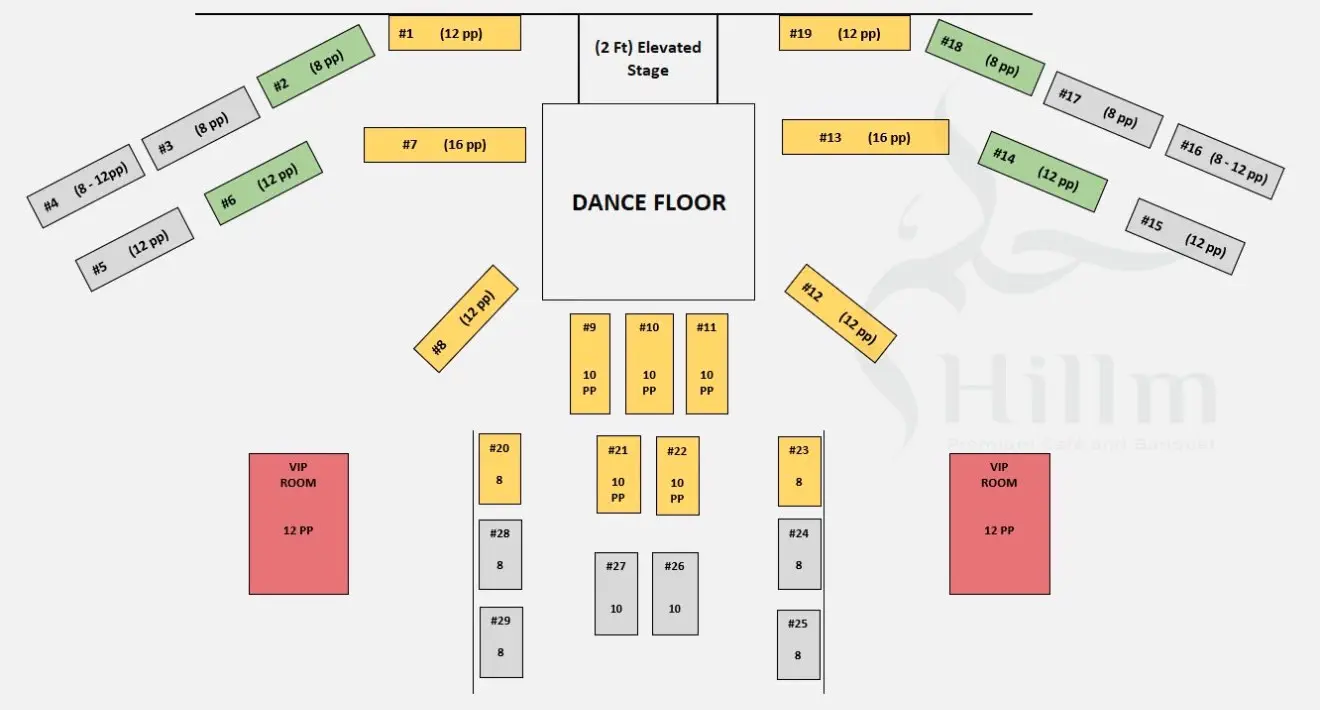 #1 (12 pp)
(2 Ft) Elevated
Stage
#19 (12 pp)
#2 (8 pp)
#18 (8 pp)
#3 (8 pp)
#17 (8 pp)
#4 (8 - 12pp)
#16 (8 - 12 pp)
#7 (16 pp)
#13 (16 pp)
#6 (12 pp)
#14 (12 pp)
DANCE FLOOR
#5 (12 pp)
#15 (12 pp)
#8 (12 pp)
#12 (12 pp)
#9
10
PP
#10
10
PP
#11
10
PP
Hillm
Premium Cafe and Banquet
#20
8
#21
10
PP
#22
10
PP
#23
8
VIP
ROOM
12 PP
VIP
ROOM
12 PP
#28
8
#24
8
#27
10
#26
10
#29
8
#25
8